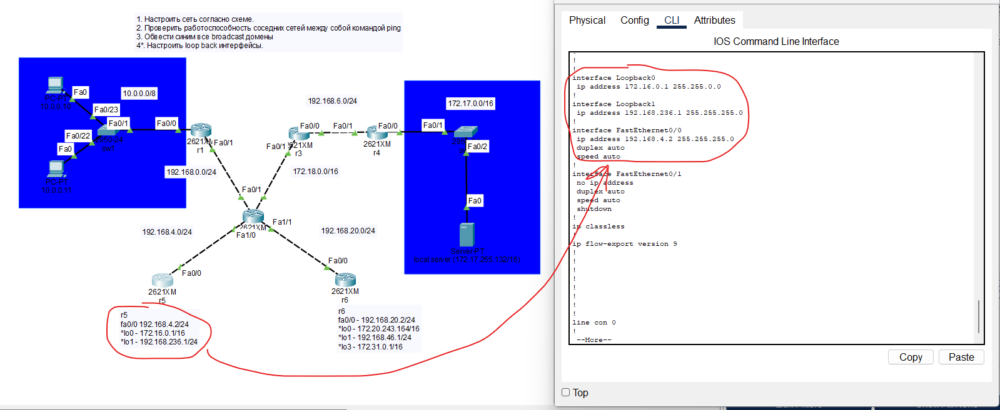 1. Настроить сеть согласно схеме.
2. Проверить работоспособность соседних сетей между собой командой ping
3. Обвести синим все broadcast домены
4*. Настроить loop back интерфейсы.
Fa0
10.0.0.0/8
PC-PT
10.0.0.10
Fa0/23
Fa0/1
Fa0/0
Fa0/22
2950-24
sw1
Fa0
PC-PT
10.0.0.11
2621XM
r1
Fa0/1
192.168.0.0/24
192.168.6.0/24
Fa0/0
Fa0/1
Fa0/0
Fa0/1
2621XM
r3
2621XM
r4
172.18.0.0/16
172.17.0.0/16
Fa0/1
Fa0/2
Fa0
Server-PT
local server (172.17.255.132/16)
Fa0/1
2621XM
Fa1/1
Fa1/0
192.168.4.0/24
192.168.20.0/24
Fa0/0
Fa0/0
2621XM
r5
2621XM
r6
r5
fa0/0 192.168.4.2/24
*lo0 - 172.16.0.1/16
*lo1 - 192.168.236.1/24
r6
fa0/0 - 192.168.20.2/24
*lo0 - 172.20.243.164/16
*lo1 - 192.168.46.1/24
*lo3 - 172.31.0.1/16
Physical Config CLI Attributes
IOS Command Line Interface
!
!
interface Loopback0
ip address 172.16.0.1 255.255.0.0
!
interface Loopback1
ip address 192.168.236.1 255.255.255.0
!
interface FastEthernet0/0
ip address 192.168.4.2 255.255.255.0
duplex auto
speed auto
!
interface FastEthernet0/1
no ip address
duplex auto
speed auto
shutdown
!
ip classless
!
ip flow-export version 9
!
!
!
!
!
!
!
!
line con 0
!
--More--
Copy Paste
Top